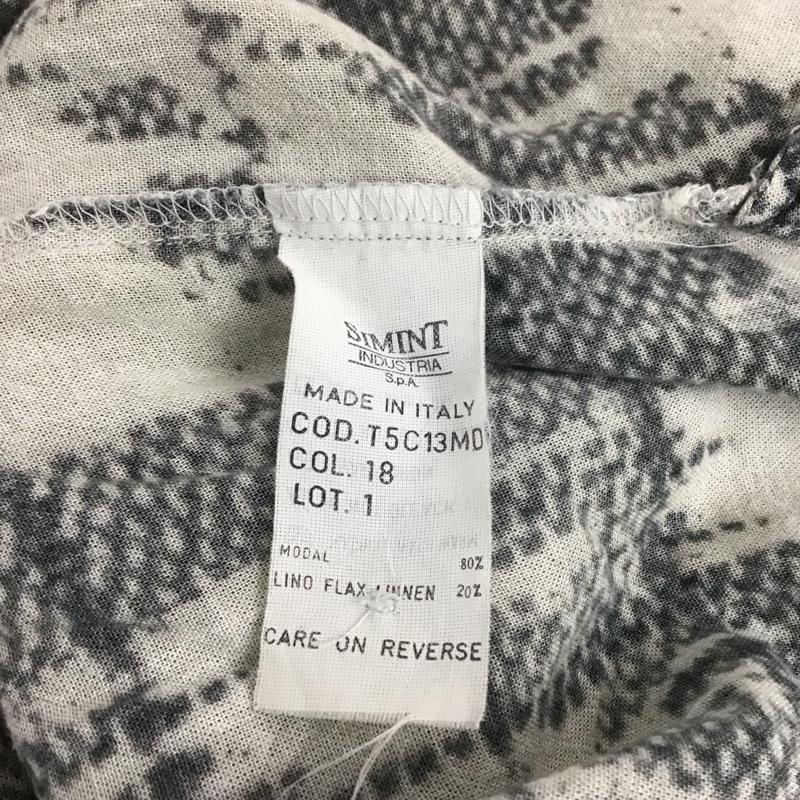 SIMINT
INDUSTRIA
S.p.A.
MADE IN ITALY
COD. T5C13MD
COL. 18
LOT. 1
MODAL 80%
LINO FLAX LINNEN 20%
CARE ON REVERSE